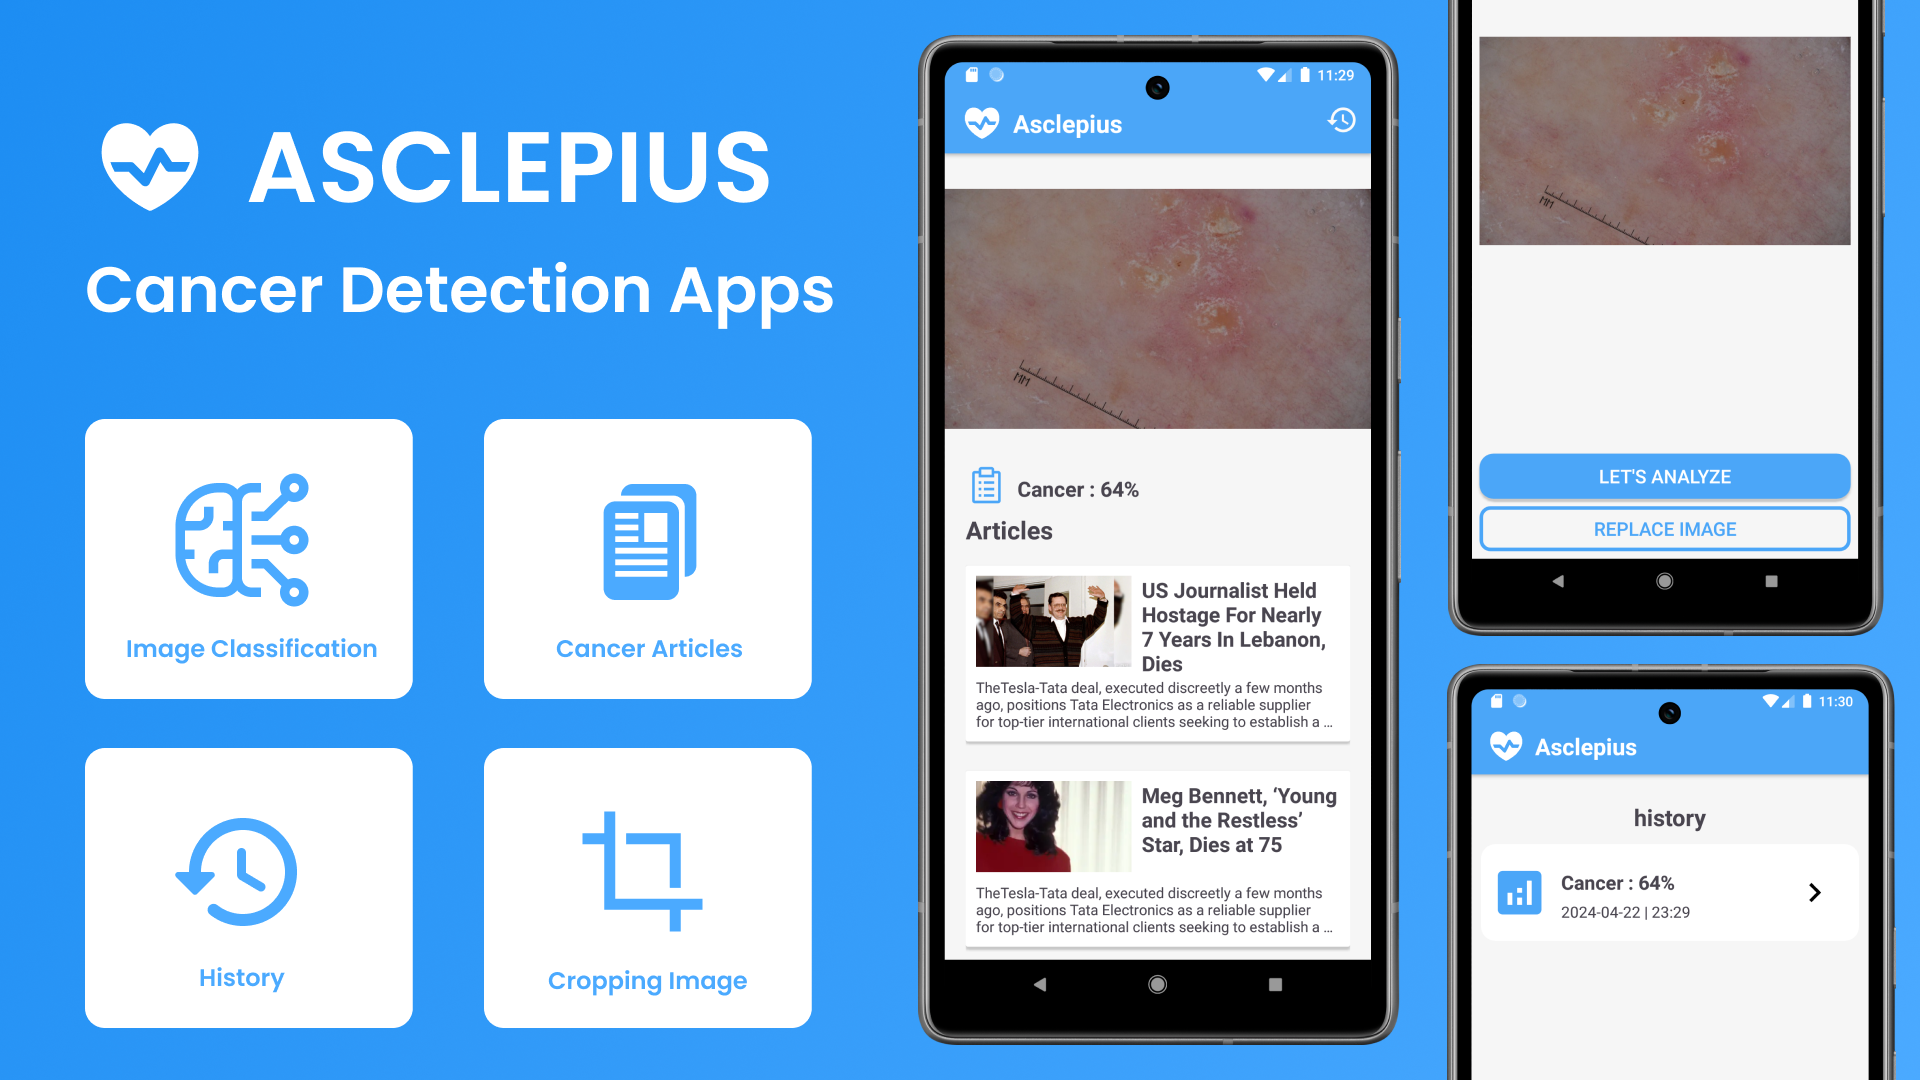 ASCLEPIUS
Cancer Detection Apps
Image Classification
Cancer Articles
History
Cropping Image
11:29
Asclepius
MM
Cancer : 64%
Articles
US Journalist Held
Hostage For Nearly
7 Years In Lebanon,
Dies
TheTesla-Tata deal, executed discreetly a few months
ago, positions Tata Electronics as a reliable supplier
for top-tier international clients seeking to establish a ...
Meg Bennett, ‘Young
and the Restless’
Star, Dies at 75
TheTesla-Tata deal, executed discreetly a few months
ago, positions Tata Electronics as a reliable supplier
for top-tier international clients seeking to establish a ...
MM
LET'S ANALYZE
REPLACE IMAGE
11:30
Asclepius
history
Cancer : 64%
2024-04-22 | 23:29